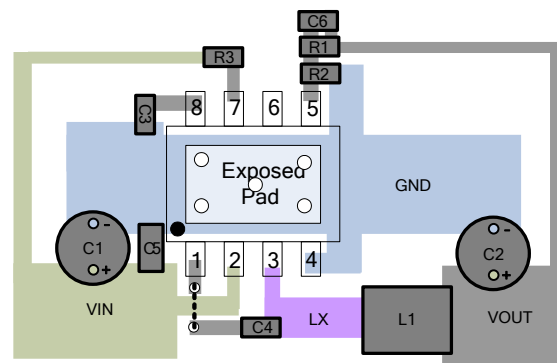 C6
R1
R3
R2
C3
8
7
6
5
Exposed
Pad
GND
C1
-
+
C5
1
2
3
4
C2
-
+
VIN
C4
LX
L1
VOUT